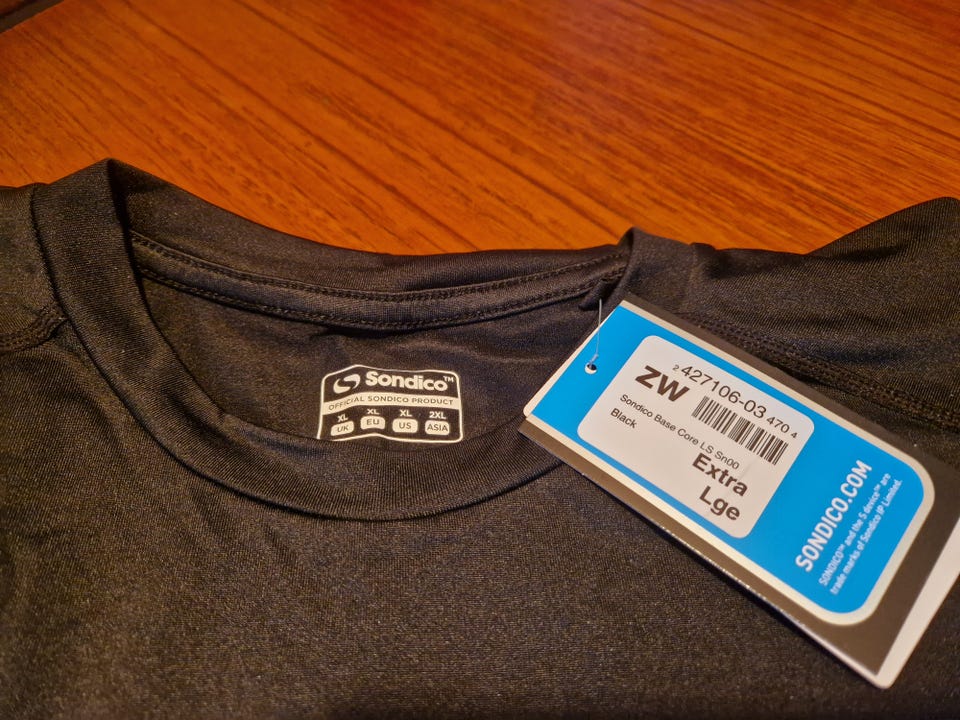 Sondico™
OFFICIAL SONDICO PRODUCT
XL XL XL 2XL
UK EU US ASIA
ZW
2 427106-03 470 4
Sondico Base Core LS Sn00
Black
Extra
Lge
SONDICO.COM
SONDICO™ and the S device™ are
trade marks of Sondico IP Limited.